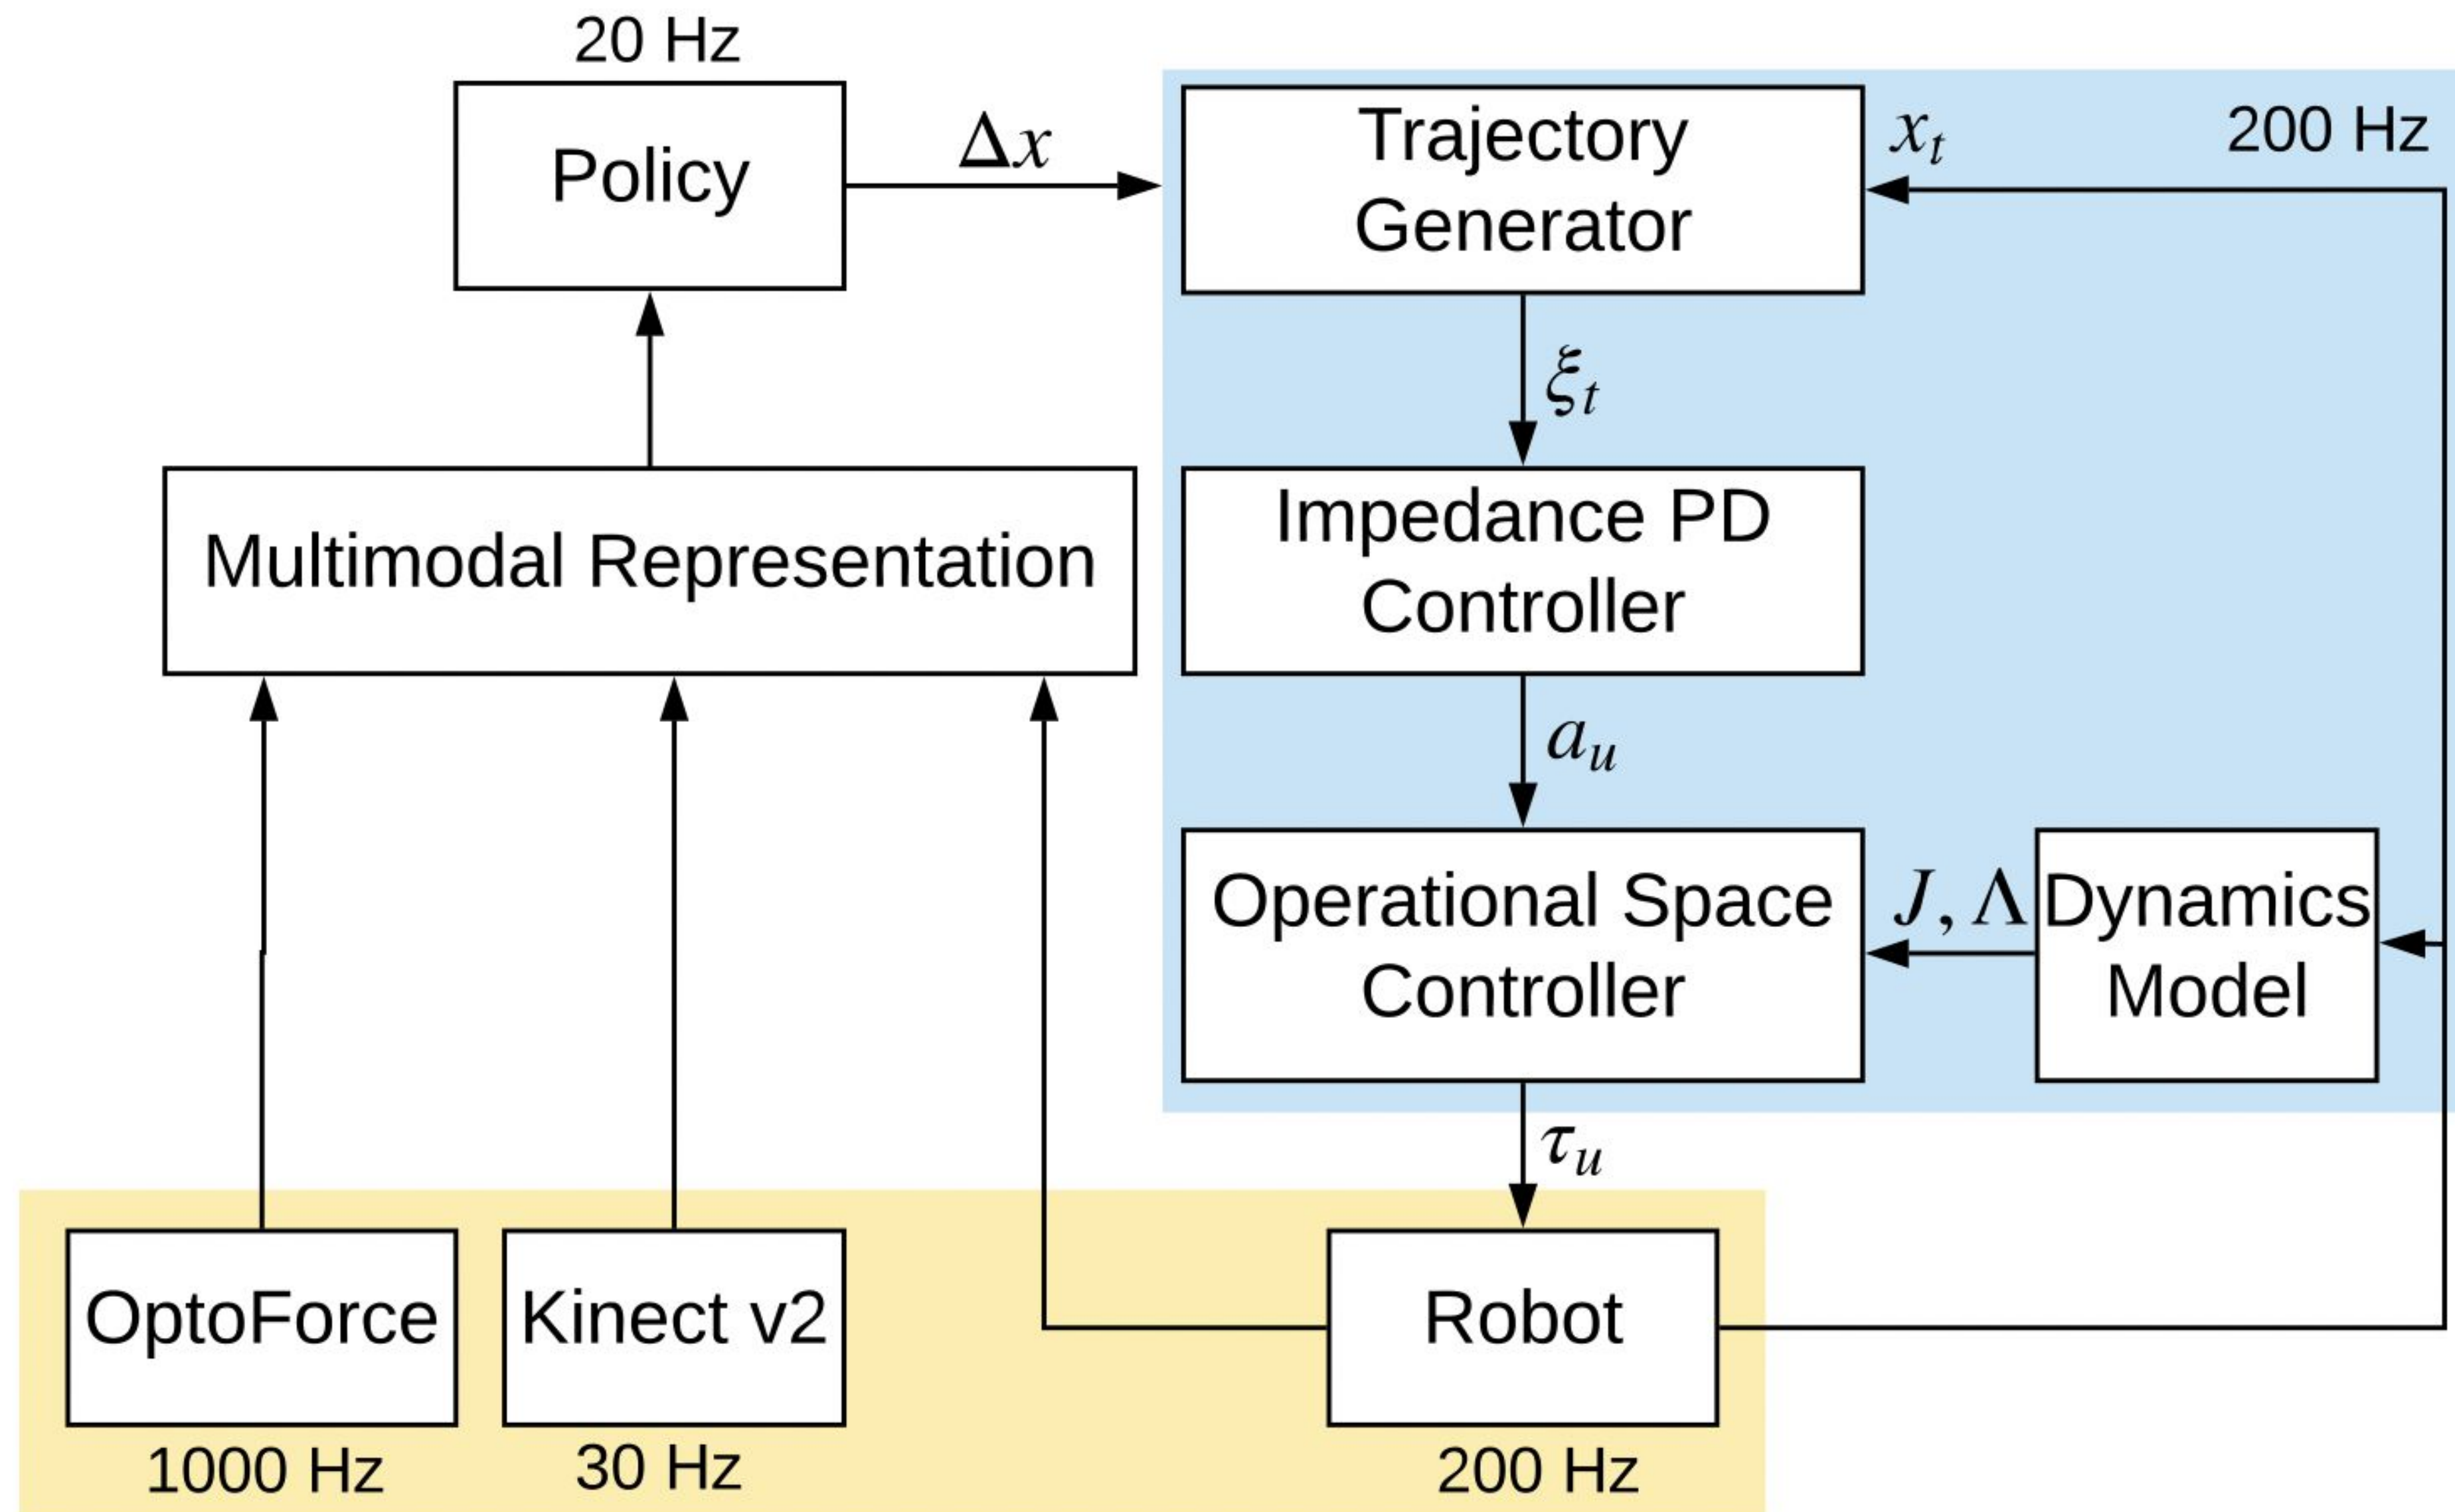 20 Hz
Policy
Δx
Trajectory
Generator
x_t
200 Hz
ξ_t
Multimodal Representation
Impedance PD
Controller
a_u
Operational Space
Controller
J, Λ
Dynamics
Model
τ_u
OptoForce
1000 Hz
Kinect v2
30 Hz
Robot
200 Hz